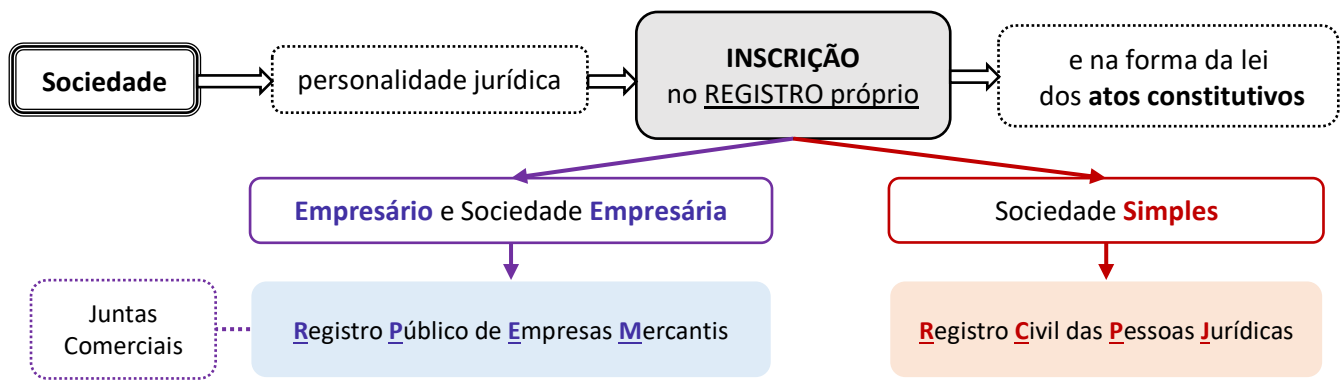 Sociedade
personalidade jurídica
INSCRIÇÃO
no REGISTRO próprio
e na forma da lei
dos atos constitutivos
Empresário e Sociedade Empresária
Sociedade Simples
Juntas
Comerciais
Registro Público de Empresas Mercantis
Registro Civil das Pessoas Jurídicas